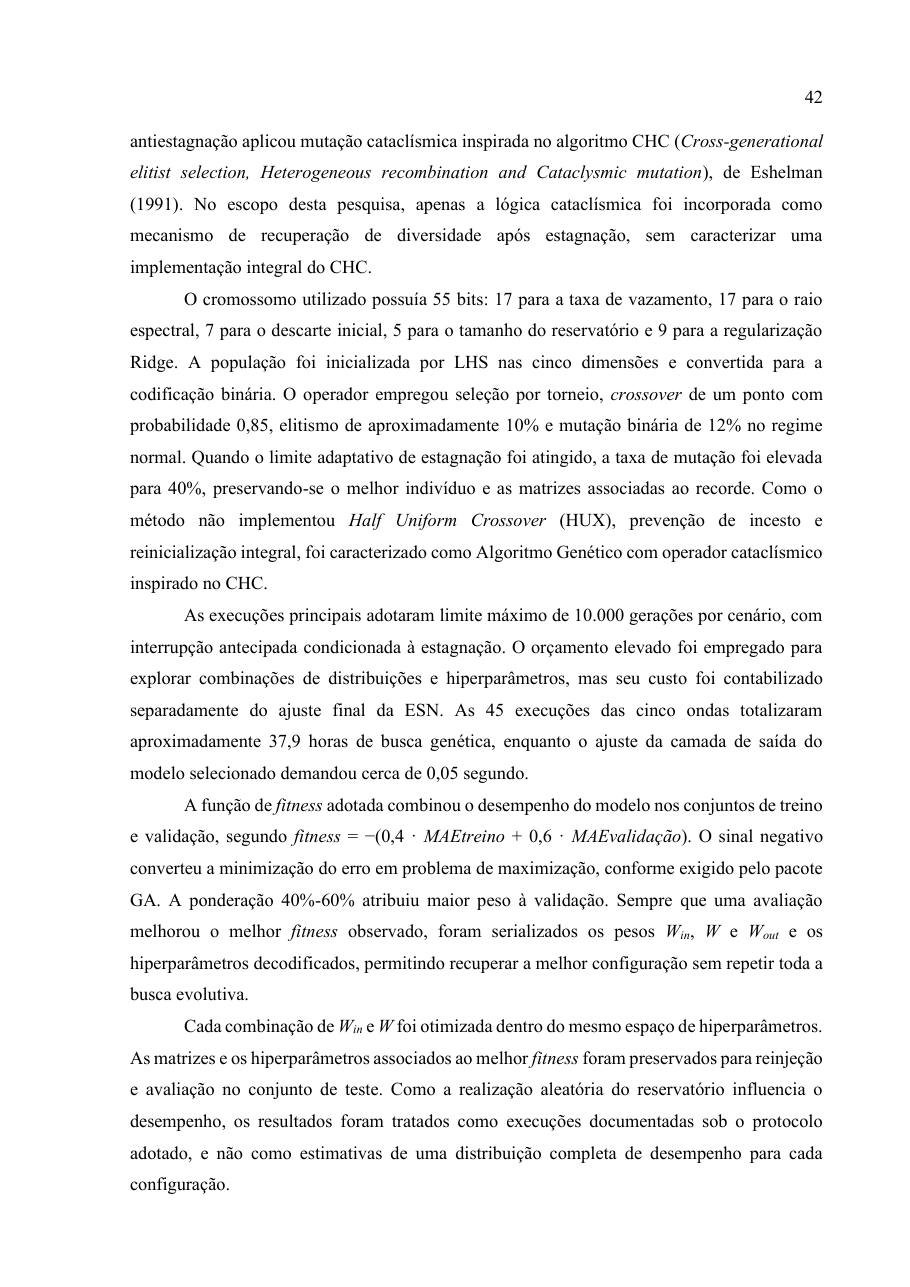 42
antiestagnação aplicou mutação cataclísmica inspirada no algoritmo CHC (Cross-generational
elitist selection, Heterogeneous recombination and Cataclysmic mutation), de Eshelman
(1991). No escopo desta pesquisa, apenas a lógica cataclísmica foi incorporada como
mecanismo de recuperação de diversidade após estagnação, sem caracterizar uma
implementação integral do CHC.
O cromossomo utilizado possuía 55 bits: 17 para a taxa de vazamento, 17 para o raio
espectral, 7 para o descarte inicial, 5 para o tamanho do reservatório e 9 para a regularização
Ridge. A população foi inicializada por LHS nas cinco dimensões e convertida para a
codificação binária. O operador empregou seleção por torneio, crossover de um ponto com
probabilidade 0,85, elitismo de aproximadamente 10% e mutação binária de 12% no regime
normal. Quando o limite adaptativo de estagnação foi atingido, a taxa de mutação foi elevada
para 40%, preservando-se o melhor indivíduo e as matrizes associadas ao recorde. Como o
método não implementou Half Uniform Crossover (HUX), prevenção de incesto e
reinicialização integral, foi caracterizado como Algoritmo Genético com operador cataclísmico
inspirado no CHC.
As execuções principais adotaram limite máximo de 10.000 gerações por cenário, com
interrupção antecipada condicionada à estagnação. O orçamento elevado foi empregado para
explorar combinações de distribuições e hiperparâmetros, mas seu custo foi contabilizado
separadamente do ajuste final da ESN. As 45 execuções das cinco ondas totalizaram
aproximadamente 37,9 horas de busca genética, enquanto o ajuste da camada de saída do
modelo selecionado demandou cerca de 0,05 segundo.
A função de fitness adotada combinou o desempenho do modelo nos conjuntos de treino
e validação, segundo fitness = −(0,4 · MAEtreino + 0,6 · MAEvalidação). O sinal negativo
converteu a minimização do erro em problema de maximização, conforme exigido pelo pacote
GA. A ponderação 40%-60% atribuiu maior peso à validação. Sempre que uma avaliação
melhorou o melhor fitness observado, foram serializados os pesos Win, W e Wout e os
hiperparâmetros decodificados, permitindo recuperar a melhor configuração sem repetir toda a
busca evolutiva.
Cada combinação de Win e W foi otimizada dentro do mesmo espaço de hiperparâmetros.
As matrizes e os hiperparâmetros associados ao melhor fitness foram preservados para reinjeção
e avaliação no conjunto de teste. Como a realização aleatória do reservatório influencia o
desempenho, os resultados foram tratados como execuções documentadas sob o protocolo
adotado, e não como estimativas de uma distribuição completa de desempenho para cada
configuração.